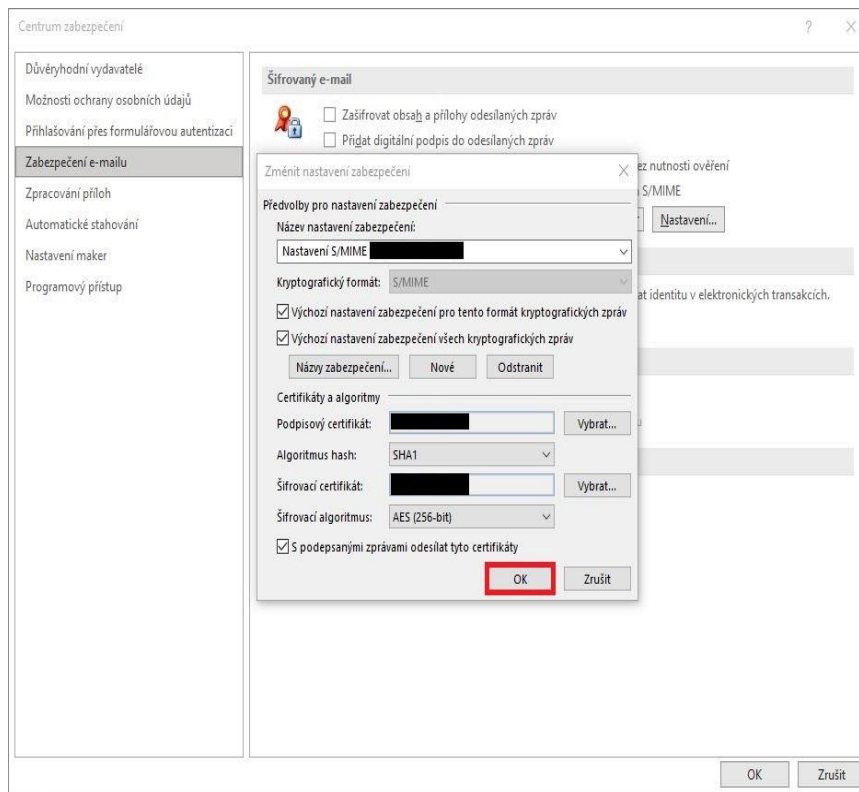 Centrum zabezpečení
Důvěryhodní vydavatelé
Možnosti ochrany osobních údajů
Přihlašování přes formulářovou autentizaci
Zabezpečení e-mailu
Zpracování příloh
Automatické stahování
Nastavení maker
Programový přístup
Šifrovaný e-mail
Zašifrovat obsah a přílohy odesílaných zpráv
Přidat digitální podpis do odesílaných zpráv
nutnosti ověření
S/MIME
Nastavení...
identitu v elektronických transakcích.
Změnit nastavení zabezpečení
Předvolby pro nastavení zabezpečení
Název nastavení zabezpečení:
Nastavení S/MIME
Kryptografický formát: S/MIME
Výchozí nastavení zabezpečení pro tento formát kryptografických zpráv
Výchozí nastavení zabezpečení všech kryptografických zpráv
Názvy zabezpečení... Nové Odstranit
Certifikáty a algoritmy
Podpisový certifikát: Vybrat...
Algoritmus hash: SHA1
Šifrovací certifikát: Vybrat...
Šifrovací algoritmus: AES (256-bit)
S podepsanými zprávami odesílat tyto certifikáty
OK Zrušit
OK Zrušit